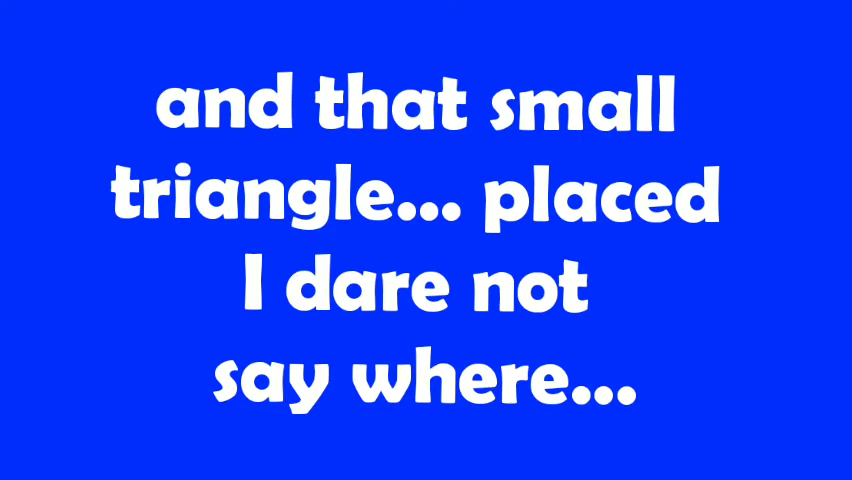 and that small
triangle... placed
I dare not
say where...